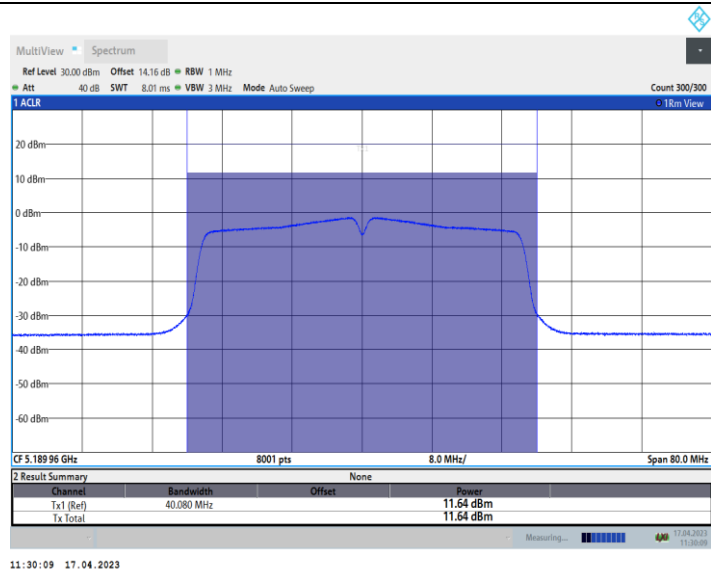 MultiView Spectrum
Ref Level 30.00 dBm Offset 14.16 dB RBW 1 MHz
Att 40 dB SWT 8.01 ms VBW 3 MHz Mode Auto Sweep Count 300/300
1 ACLR 1Rm View
20 dBm
10 dBm
0 dBm
-10 dBm
-20 dBm
-30 dBm
-40 dBm
-50 dBm
-60 dBm
CF 5.189 96 GHz 8001 pts 8.0 MHz/ Span 80.0 MHz
2 Result Summary None
Channel Bandwidth Offset Power
Tx1 (Ref) 40.080 MHz 11.64 dBm
Tx Total 11.64 dBm
Measuring... 17.04.2023
11:30:09
11:30:09 17.04.2023